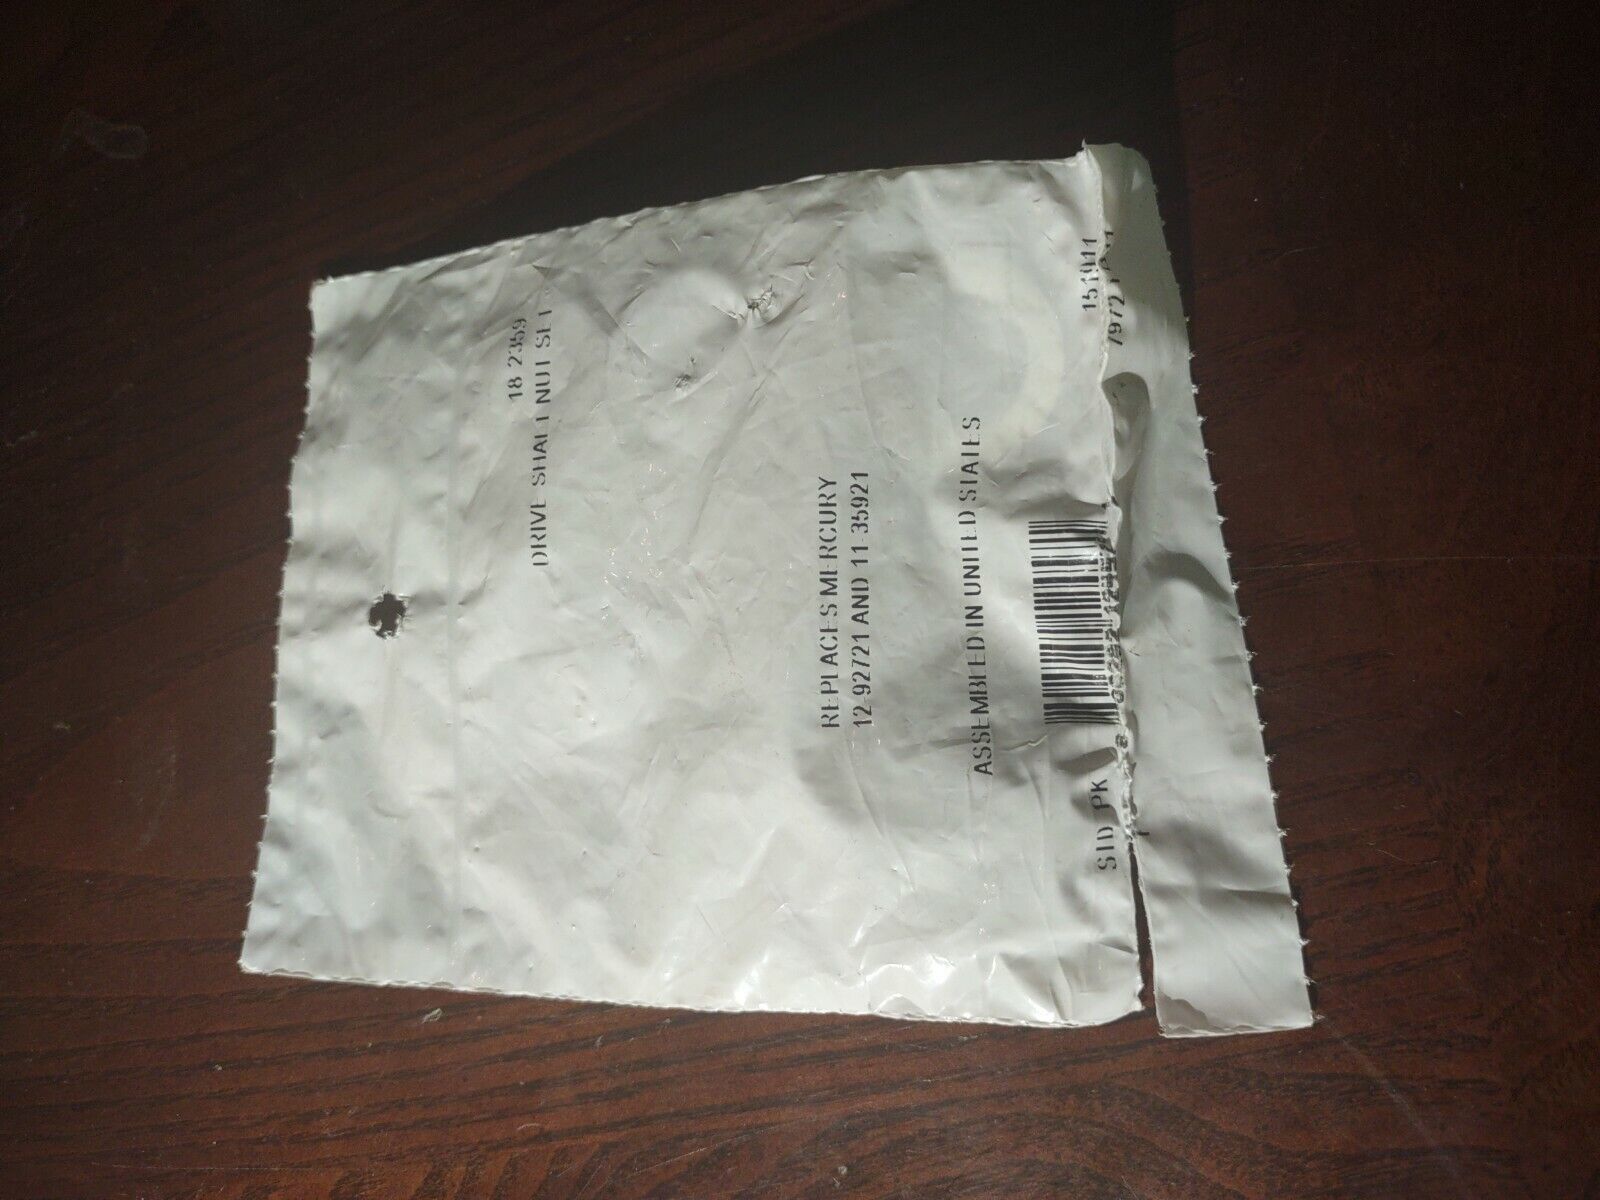 18 2359
DRIVE SHAFT NUT SET
REPLACES MERCURY
12-92721 AND 11 35921
ASSEMBLED IN UNITED STATES
STD PK
151911